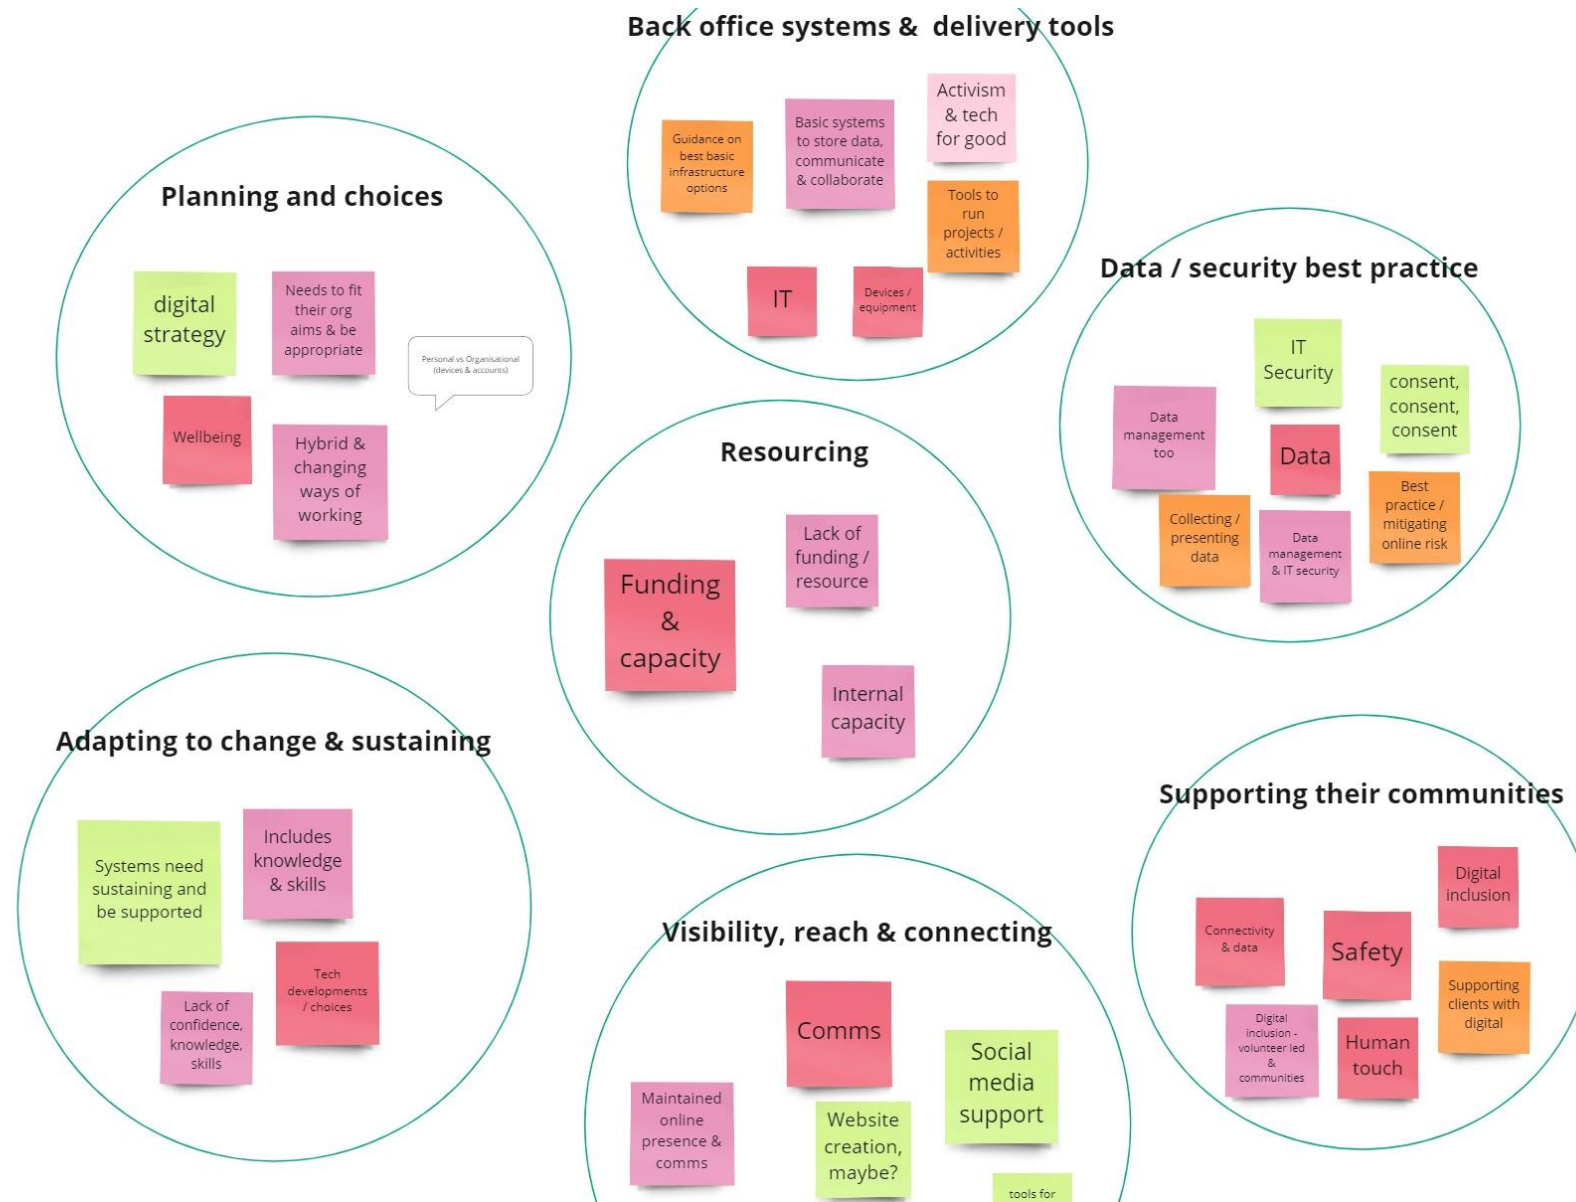 Back office systems &  delivery tools
Guidance on
best basic
infrastructure
options
Basic systems
to store data,
communicate
& collaborate
Activism
& tech
for good
Tools to
run
projects /
activities
IT
Devices /
equipment
Planning and choices
digital
strategy
Needs to fit
their org
aims & be
appropriate
Personal vs Organisational
(devices & accounts)
Wellbeing
Hybrid &
changing
ways of
working
Data / security best practice
IT
Security
consent,
consent,
consent
Data
management
too
Data
Collecting /
presenting
data
Data
management
& IT security
Best
practice /
mitigating
online risk
Resourcing
Funding
&
capacity
Lack of
funding /
resource
Internal
capacity
Adapting to change & sustaining
Systems need
sustaining and
be supported
Includes
knowledge
& skills
Lack of
confidence,
knowledge,
skills
Tech
developments
/ choices
Visibility, reach & connecting
Comms
Social
media
support
Maintained
online
presence &
comms
Website
creation,
maybe?
tools for
Supporting their communities
Digital
inclusion
Connectivity
& data
Safety
Supporting
clients with
digital
Digital
inclusion -
volunteer led
&
communities
Human
touch